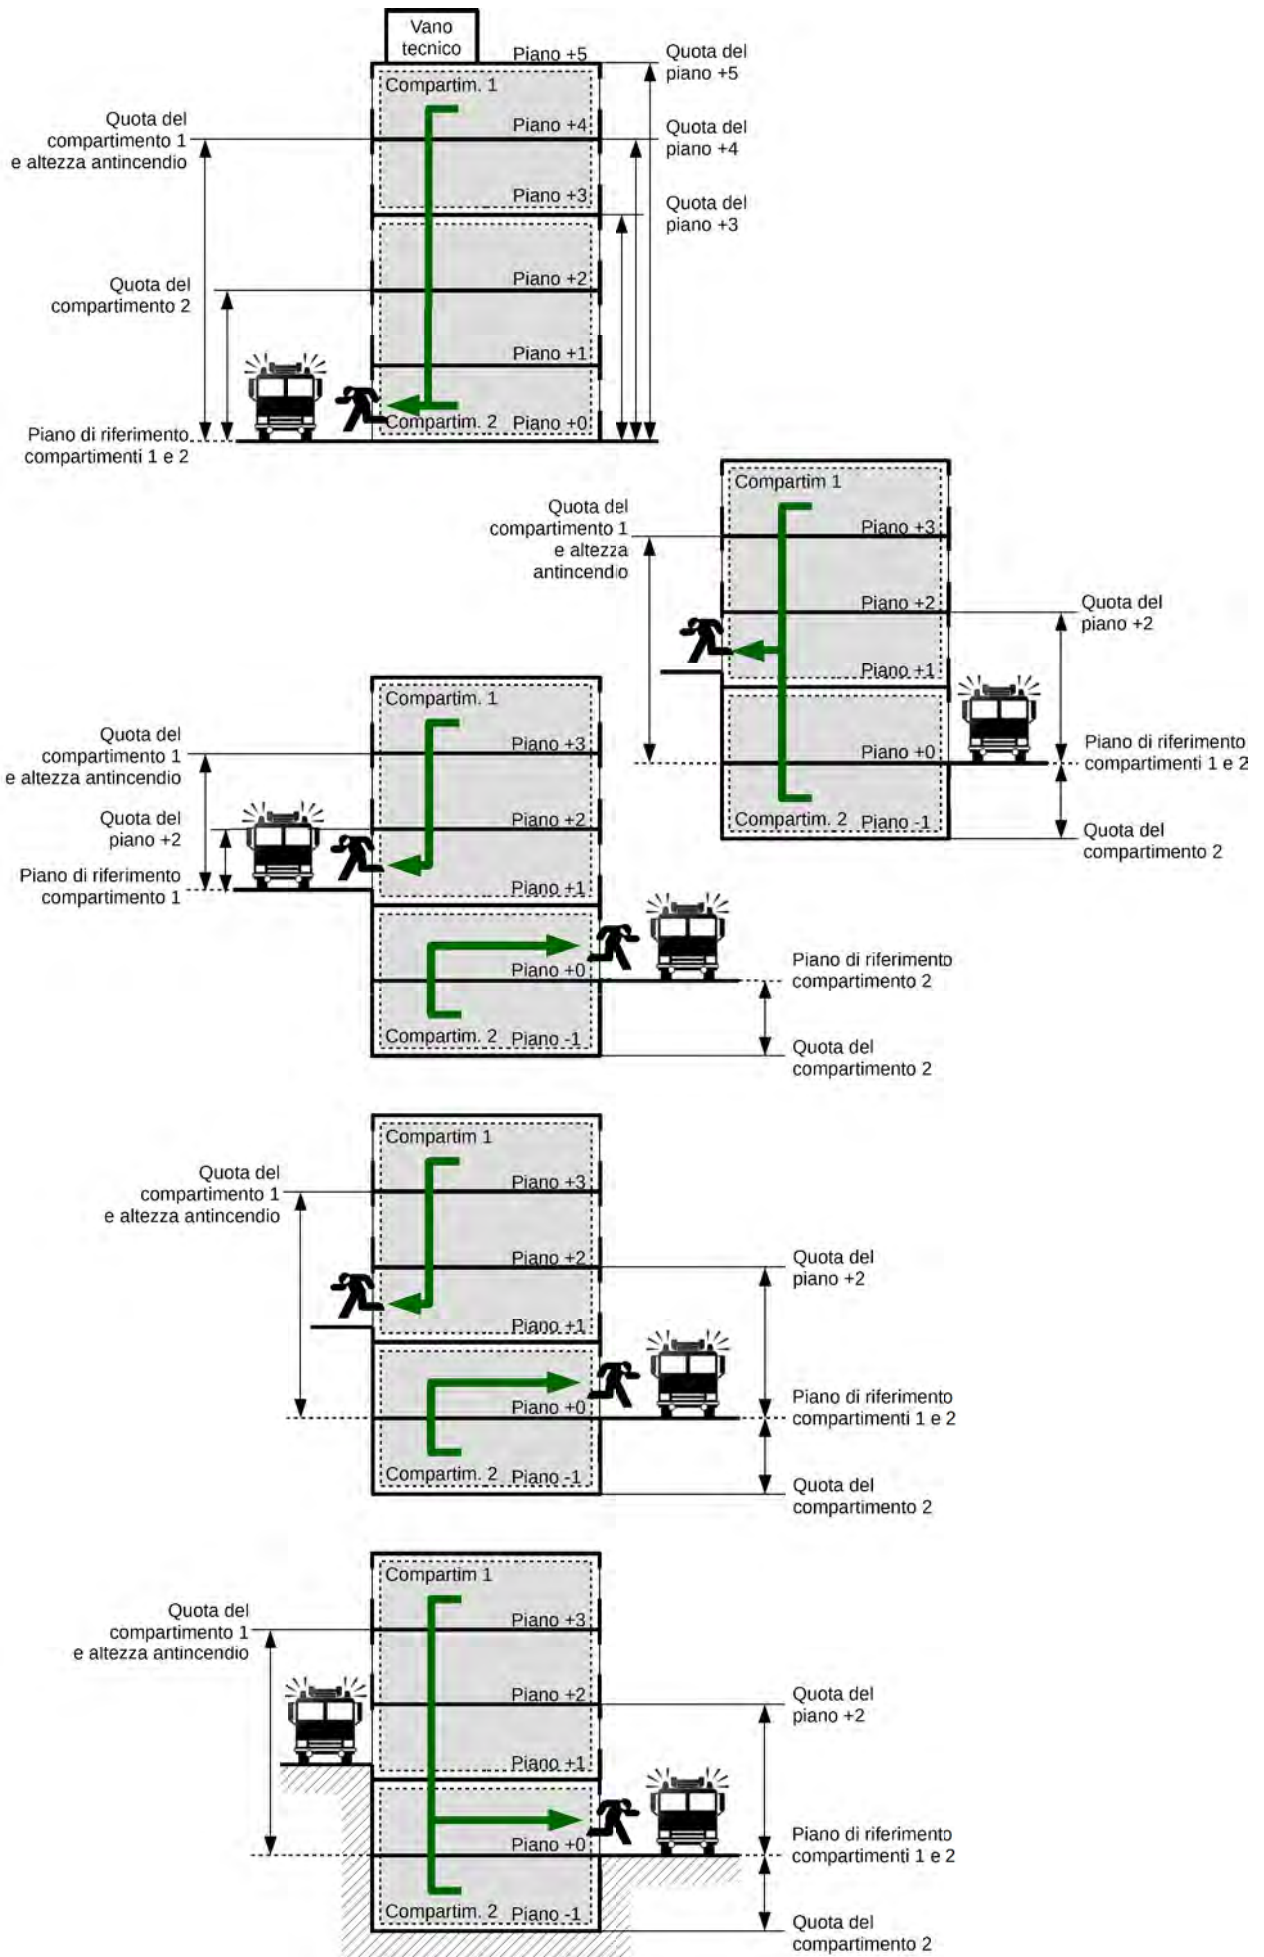 Vano
tecnico
Piano +5
Quota del
piano +5
Compartim. 1
Quota del
compartimento 1
e altezza antincendio
Piano +4
Quota del
piano +4
Piano +3
Quota del
piano +3
Quota del
compartimento 2
Piano +2
Piano +1
Compartim. 2
Piano +0
Piano di riferimento
compartimenti 1 e 2
Compartim 1
Quota del
compartimento 1
e altezza
antincendio
Piano +3
Piano +2
Quota del
piano +2
Piano +1
Piano +0
Piano di riferimento
compartimenti 1 e 2
Compartim. 2
Piano -1
Quota del
compartimento 2
Compartim. 1
Quota del
compartimento 1
e altezza antincendio
Piano +3
Quota del
piano +2
Piano +2
Piano di riferimento
compartimento 1
Piano +1
Piano +0
Piano di riferimento
compartimento 2
Compartim. 2
Piano -1
Quota del
compartimento 2
Compartim 1
Quota del
compartimento 1
e altezza antincendio
Piano +3
Piano +2
Quota del
piano +2
Piano +1
Piano +0
Piano di riferimento
compartimenti 1 e 2
Compartim. 2
Piano -1
Quota del
compartimento 2
Compartim 1
Quota del
compartimento 1
e altezza antincendio
Piano +3
Piano +2
Quota del
piano +2
Piano +1
Piano +0
Piano di riferimento
compartimenti 1 e 2
Compartim. 2
Piano -1
Quota del
compartimento 2